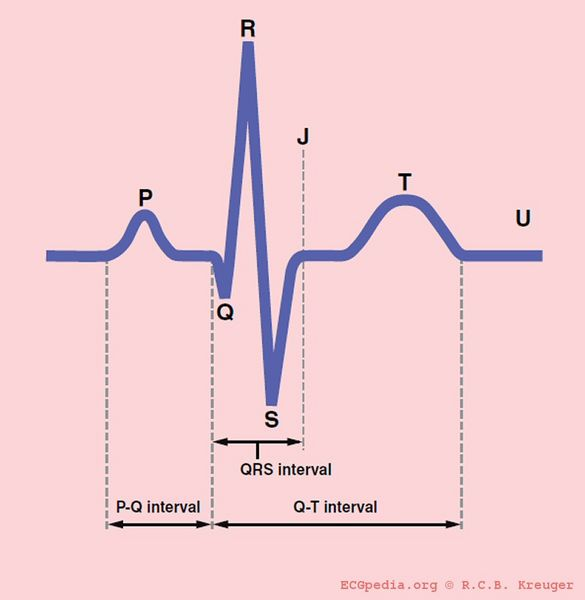 R
J
T
P
U
Q
S
QRS interval
P-Q interval
Q-T interval
ECGpedia.org © R.C.B. Kreuger